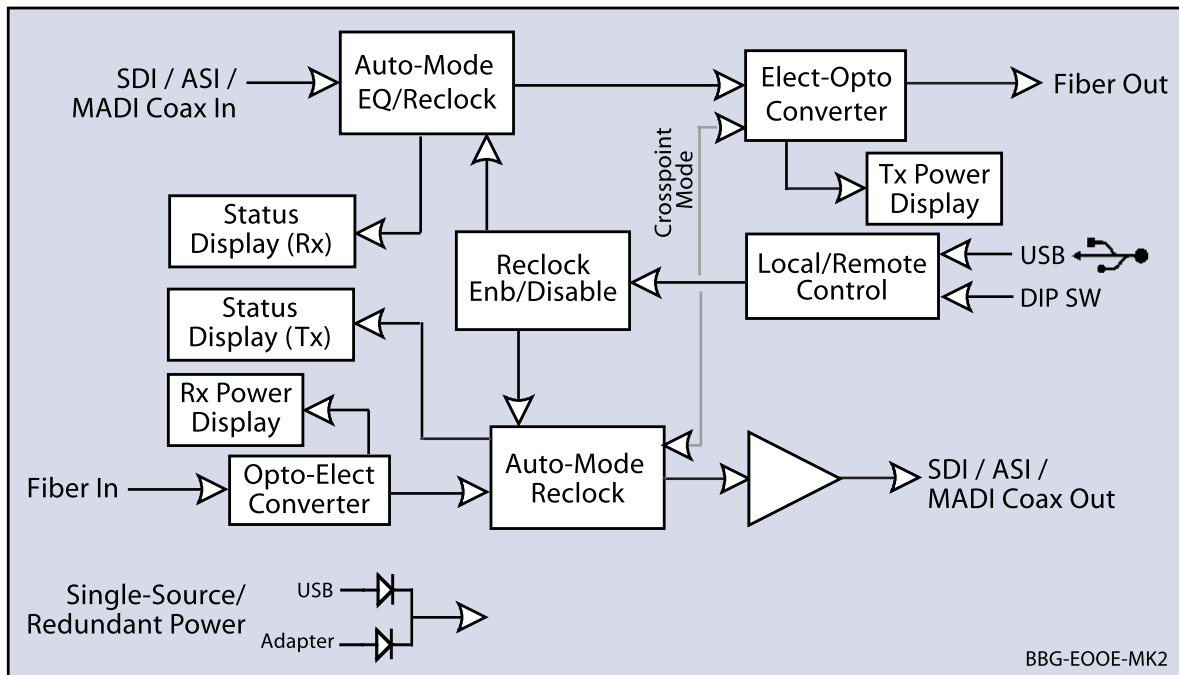 SDI / ASI /
MADI Coax In
Auto-Mode
EQ/Reclock
Elect-Opto
Converter
Fiber Out
Crosspoint
Mode
Tx Power
Display
Status
Display (Rx)
Reclock
Enb/Disable
Local/Remote
Control
USB
DIP SW
Status
Display (Tx)
Rx Power
Display
Fiber In
Opto-Elect
Converter
Auto-Mode
Reclock
SDI / ASI /
MADI Coax Out
Single-Source/
Redundant Power
USB
Adapter
BBG-EOOE-MK2